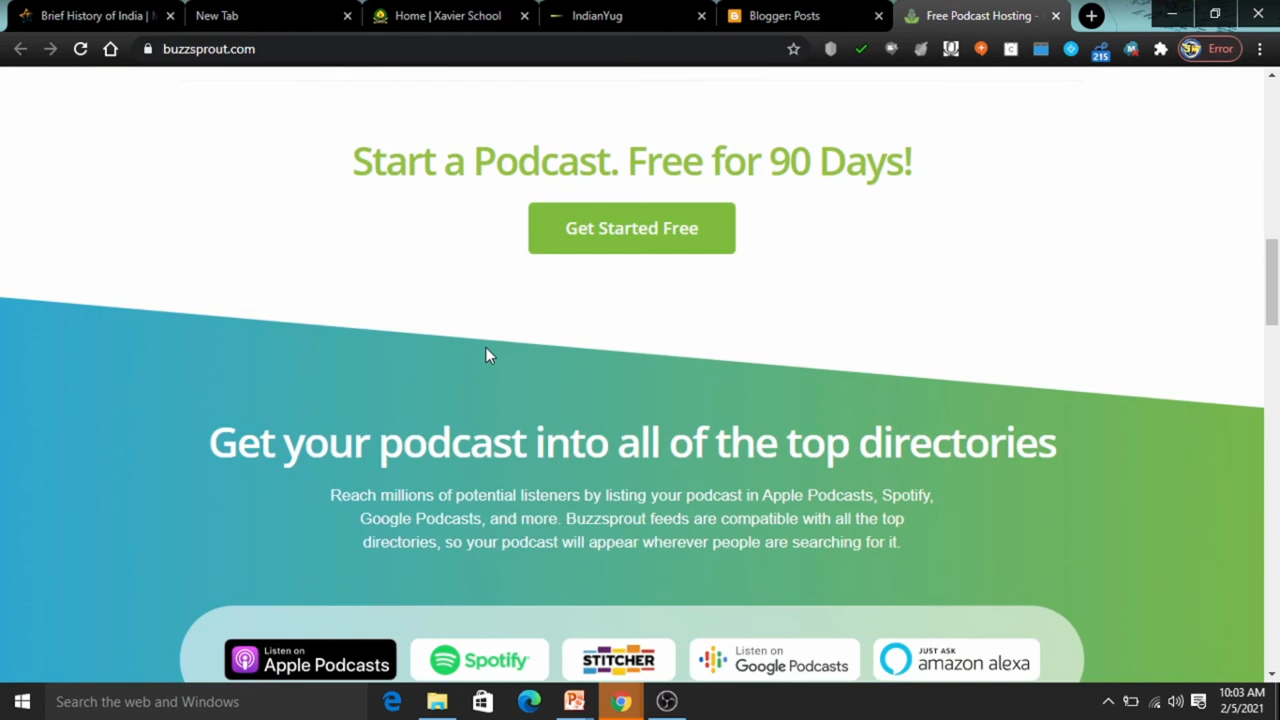 Brief History of India | N
New Tab
Home | Xavier School
IndianYug
Blogger: Posts
Free Podcast Hosting -
buzzsprout.com
215
Error
Start a Podcast. Free for 90 Days!
Get Started Free
Get your podcast into all of the top directories
Reach millions of potential listeners by listing your podcast in Apple Podcasts, Spotify,
Google Podcasts, and more. Buzzsprout feeds are compatible with all the top
directories, so your podcast will appear wherever people are searching for it.
Listen on
Apple Podcasts
Spotify
STITCHER
Listen on
Google Podcasts
JUST ASK
amazon alexa
Search the web and Windows
10:03 AM
2/5/2021